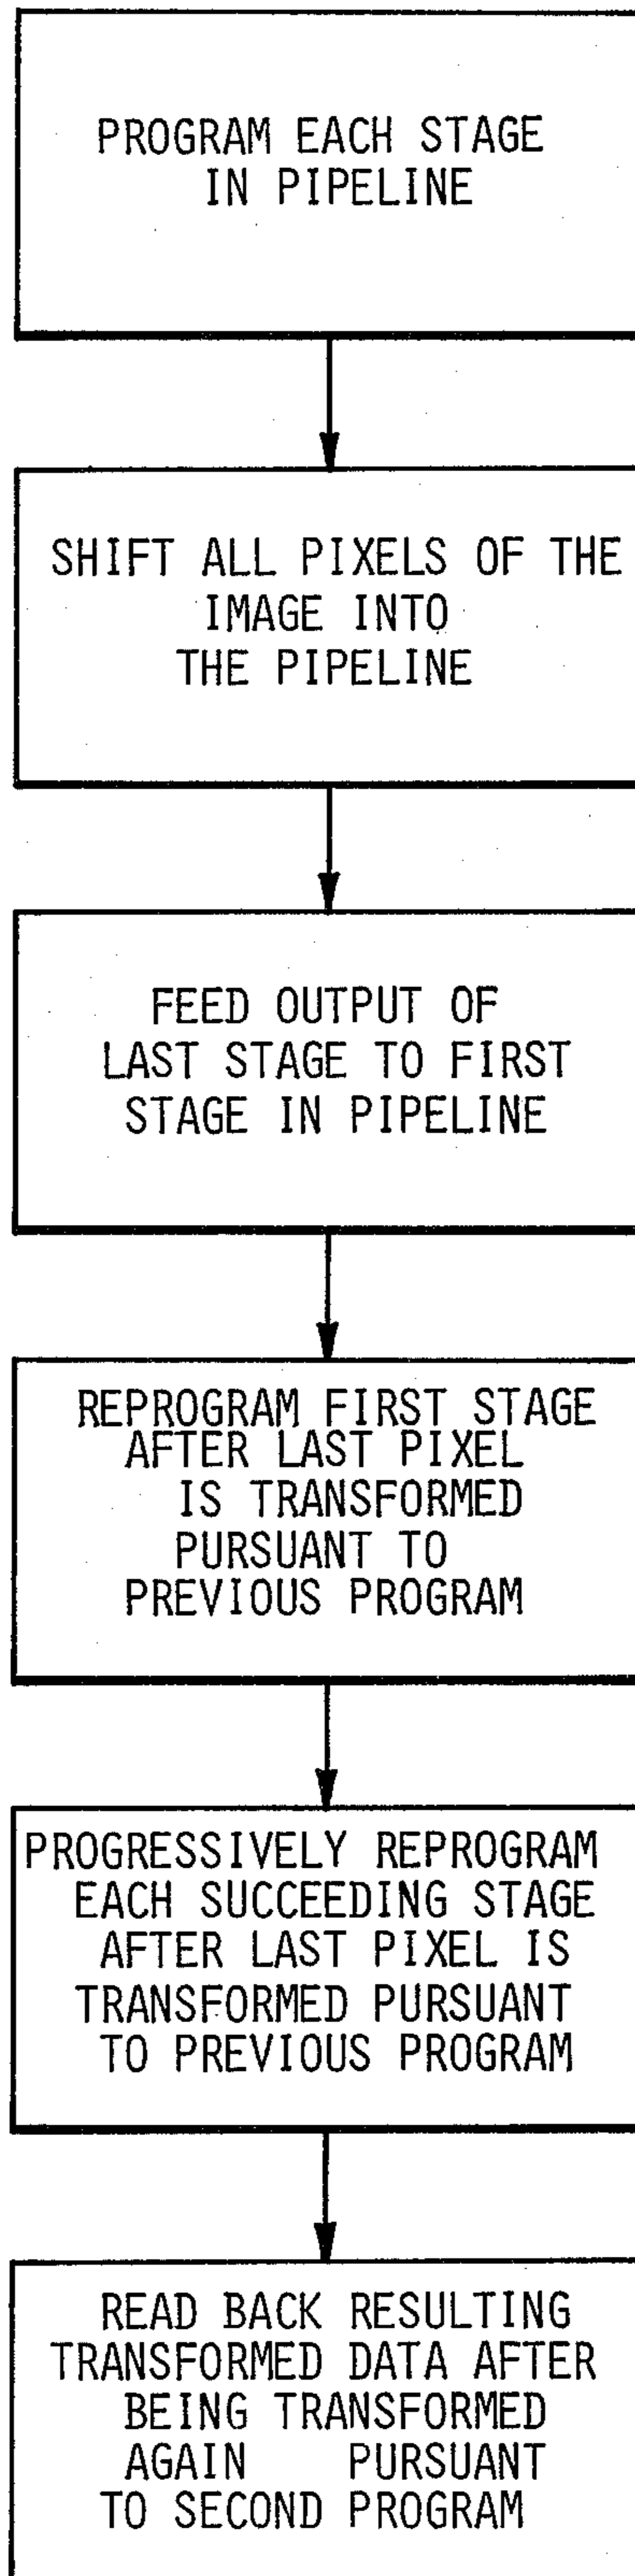 PROGRAM EACH STAGE
IN PIPELINE
SHIFT ALL PIXELS OF THE
IMAGE INTO
THE PIPELINE
FEED OUTPUT OF
LAST STAGE TO FIRST
STAGE IN PIPELINE
REPROGRAM FIRST STAGE
AFTER LAST PIXEL
IS TRANSFORMED
PURSUANT TO
PREVIOUS PROGRAM
PROGRESSIVELY REPROGRAM
EACH SUCCEEDING STAGE
AFTER LAST PIXEL IS
TRANSFORMED PURSUANT
TO PREVIOUS PROGRAM
READ BACK RESULTING
TRANSFORMED DATA AFTER
BEING TRANSFORMED
AGAIN PURSUANT
TO SECOND PROGRAM